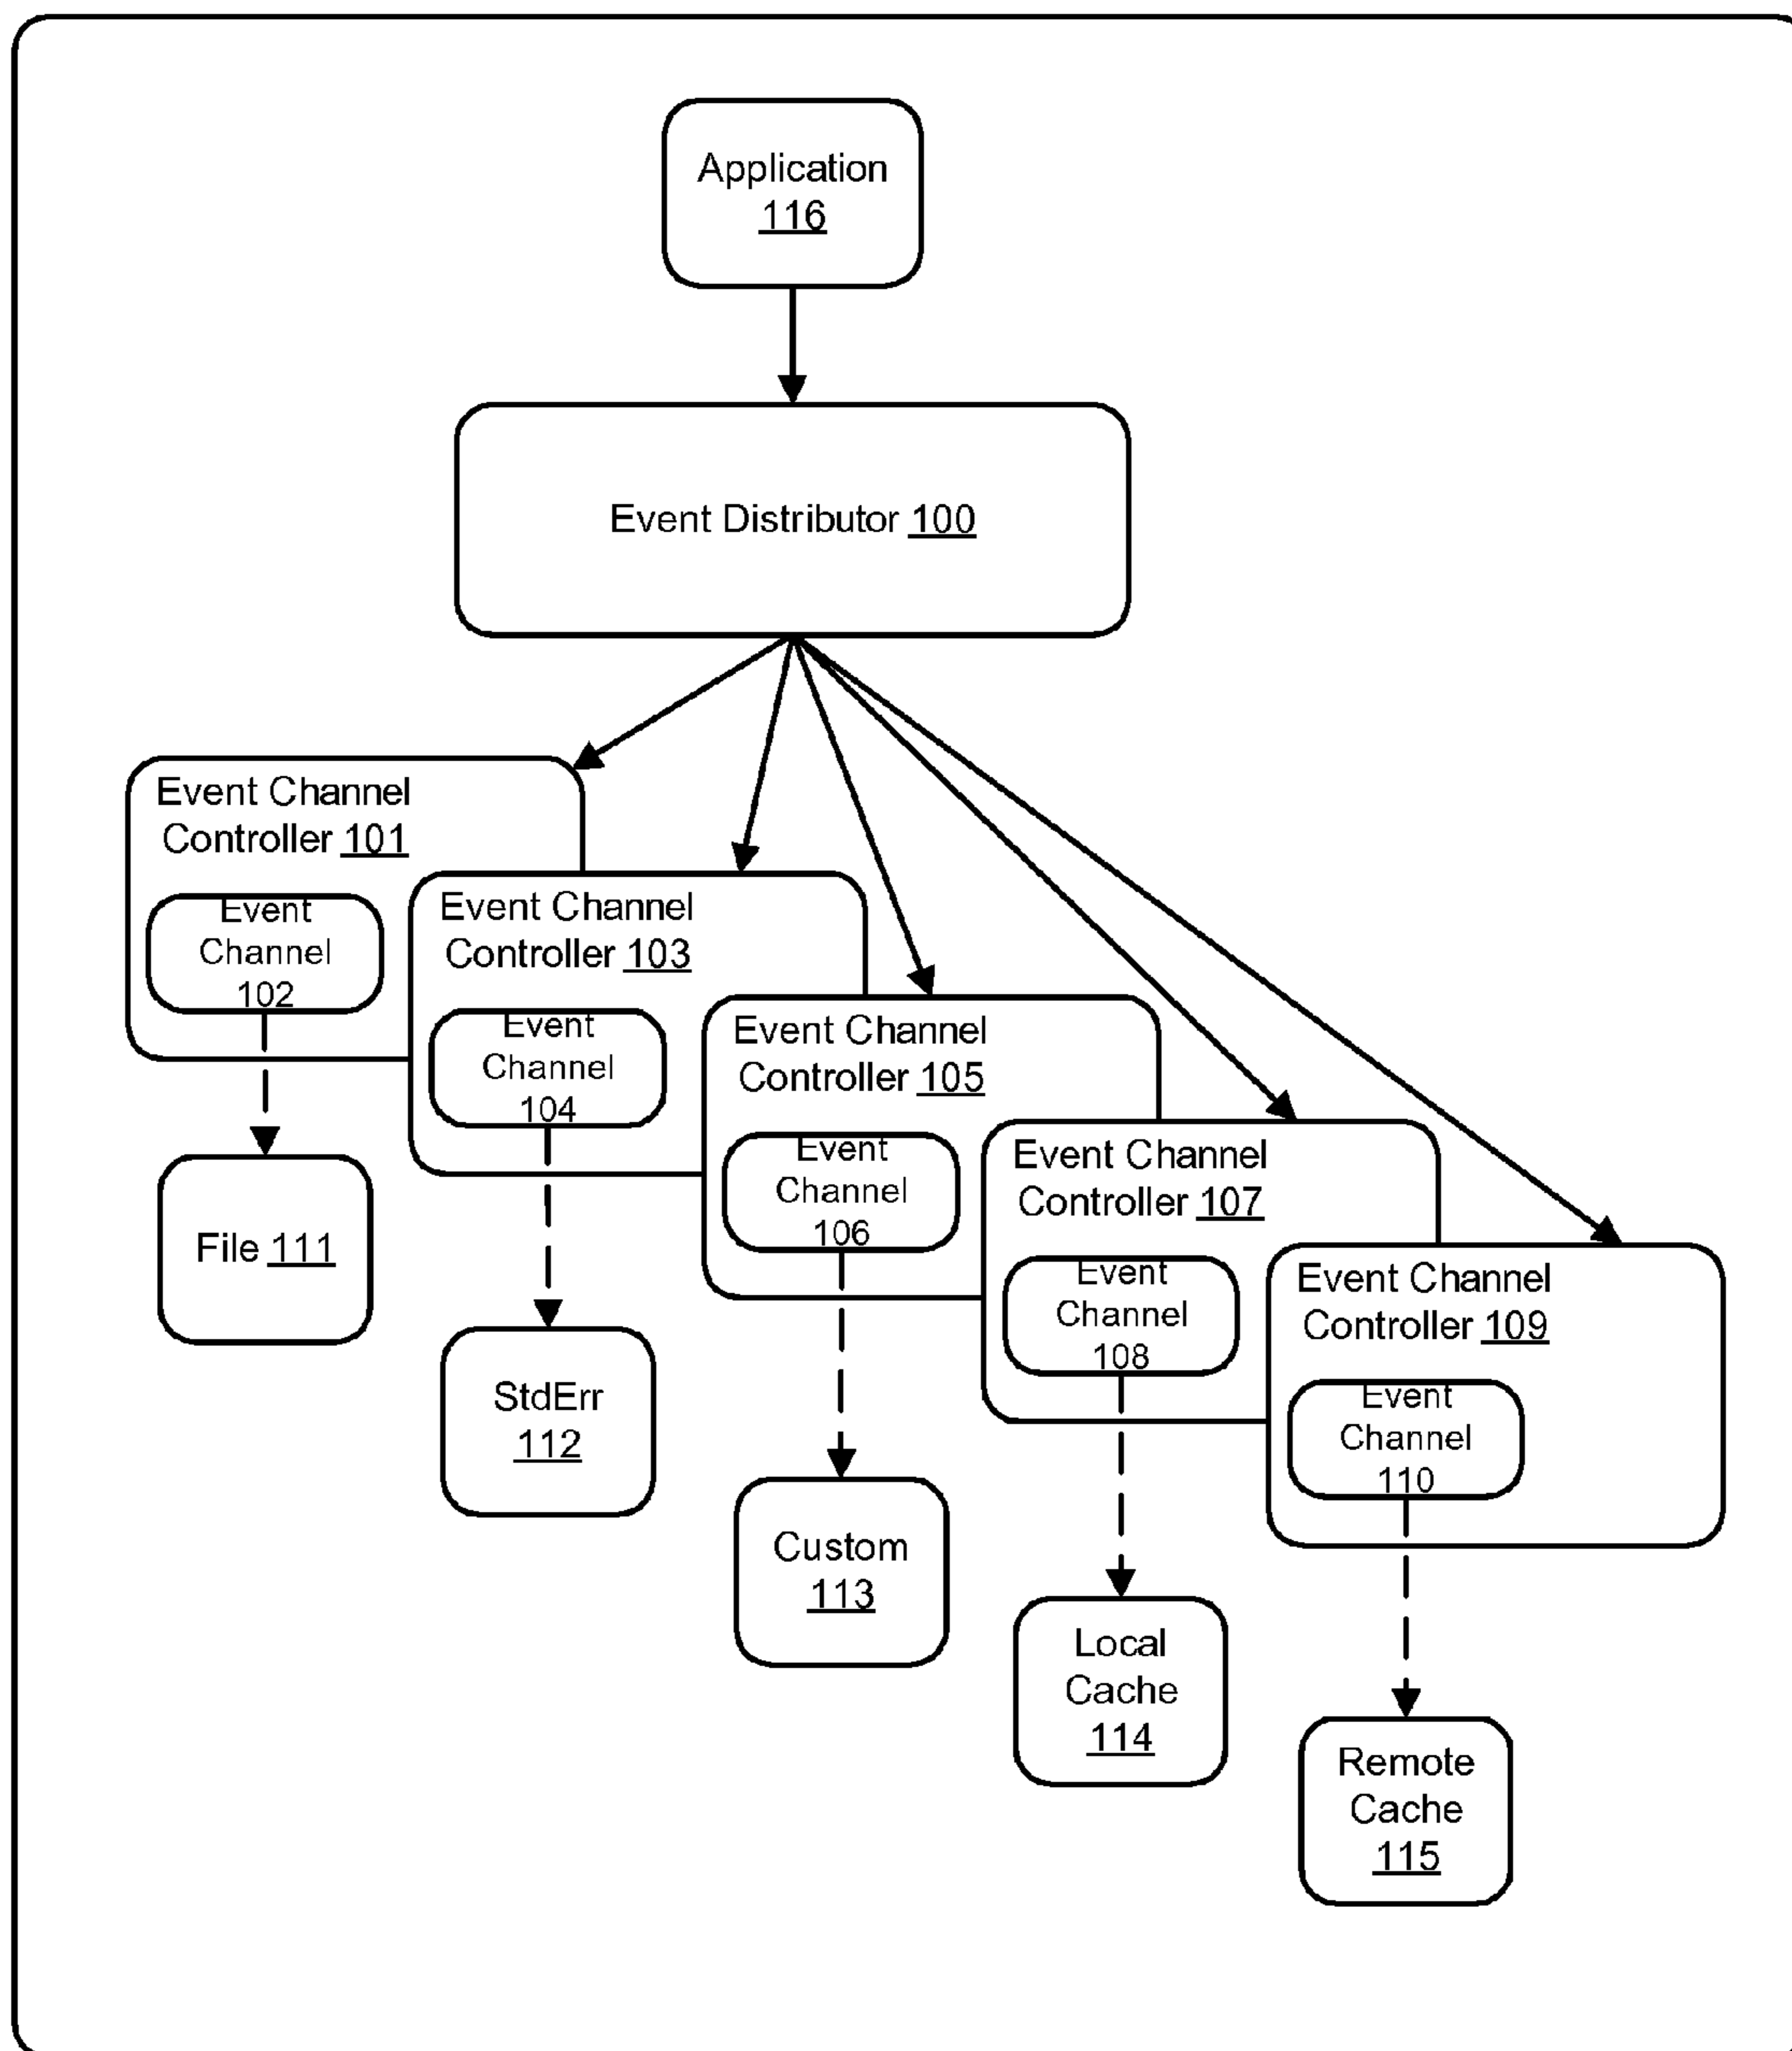 Application
116
Event Distributor 100
Event Channel
Controller 101
Event
Channel
102
File 111
Event Channel
Controller 103
Event
Channel
104
StdErr
112
Event Channel
Controller 105
Event
Channel
106
Custom
113
Event Channel
Controller 107
Event
Channel
108
Local
Cache
114
Event Channel
Controller 109
Event
Channel
110
Remote
Cache
115